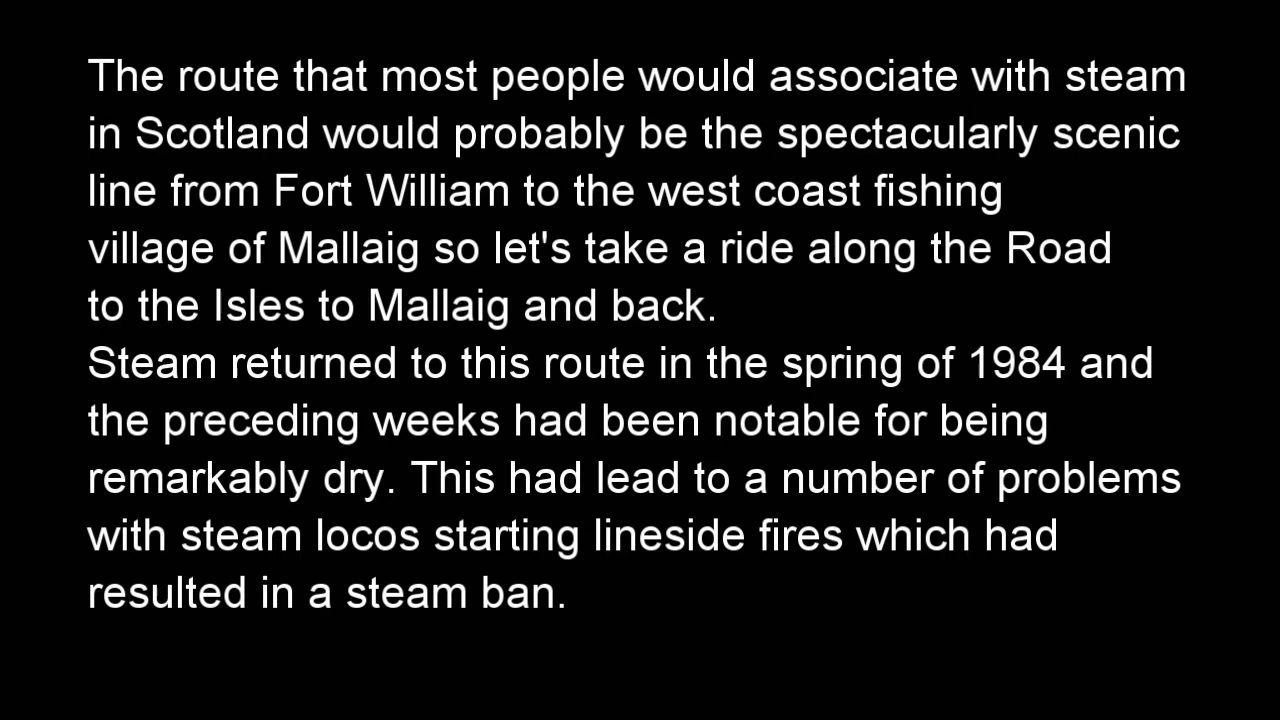 The route that most people would associate with steam
in Scotland would probably be the spectacularly scenic
line from Fort William to the west coast fishing
village of Mallaig so let's take a ride along the Road
to the Isles to Mallaig and back.
Steam returned to this route in the spring of 1984 and
the preceding weeks had been notable for being
remarkably dry. This had lead to a number of problems
with steam locos starting lineside fires which had
resulted in a steam ban.